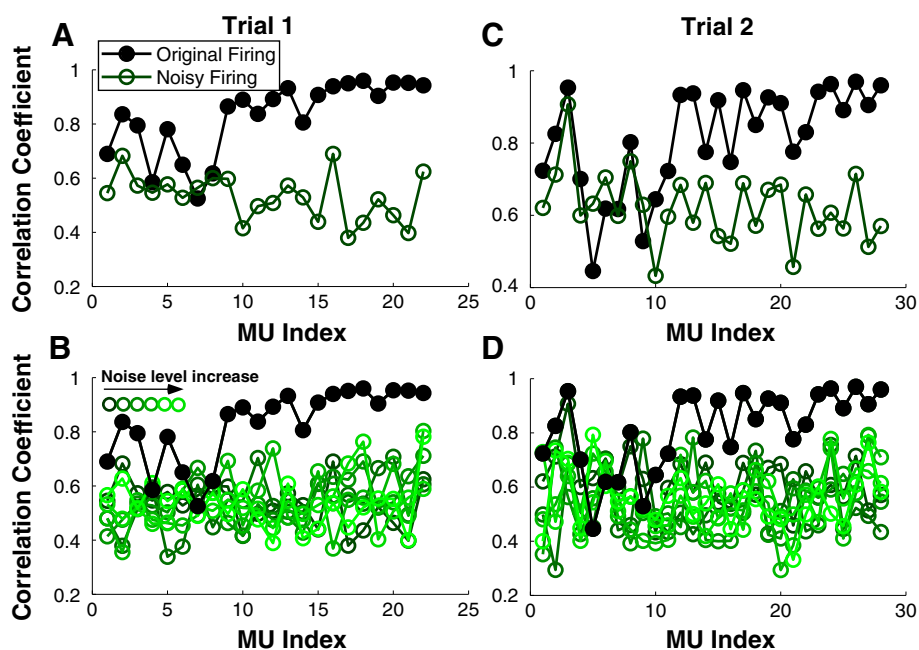 A
Trial 1
C
Trial 2
Original Firing
Noisy Firing
Correlation Coefficient
1
0.8
0.6
0.4
0.2
0 5 10 15 20 25
MU Index
1
0.8
0.6
0.4
0 10 20 30
MU Index
B
D
Noise level increase
Correlation Coefficient
1
0.8
0.6
0.4
0.2
0 5 10 15 20 25
MU Index
1
0.8
0.6
0.4
0.2
0 10 20 30
MU Index